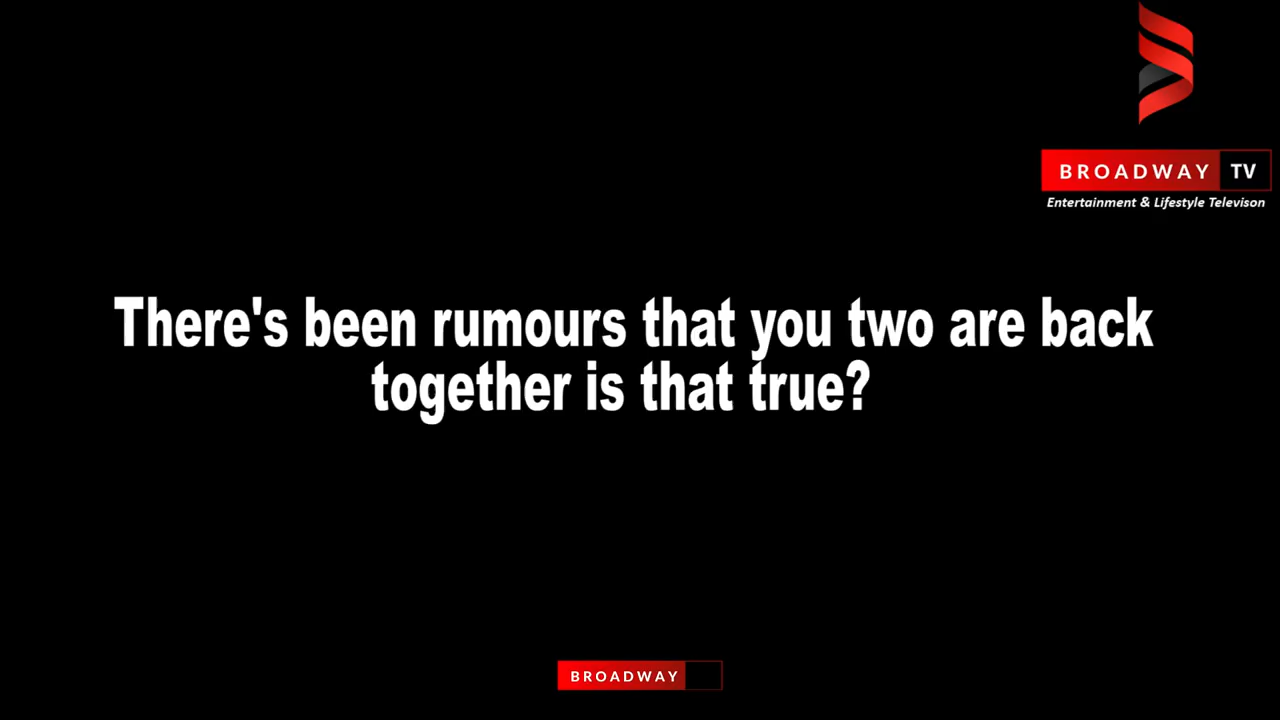 BROADWAY TV
Entertainment & Lifestyle Televison
There's been rumours that you two are back
together is that true?
BROADWAY